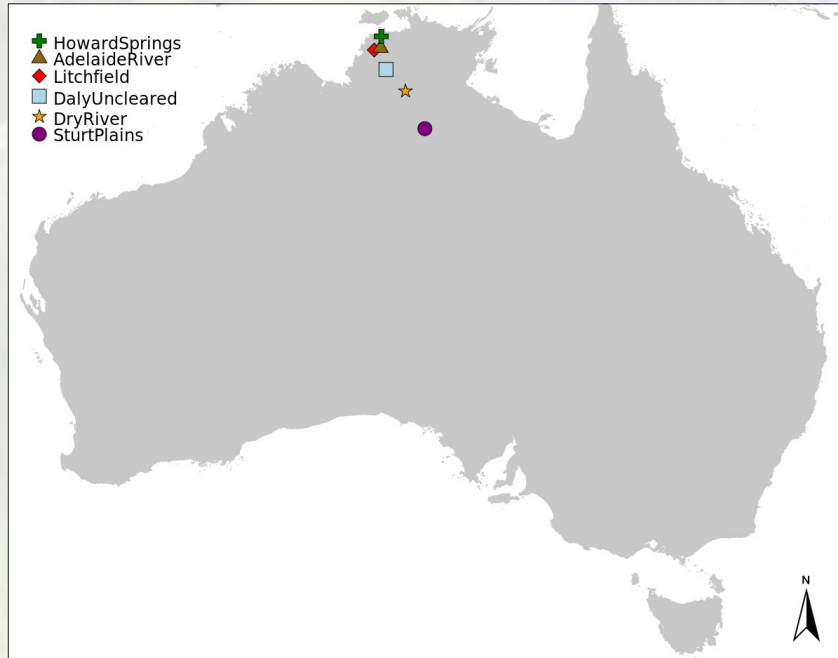 HowardSprings
AdelaideRiver
Litchfield
DalyUncleared
DryRiver
SturtPlains
N